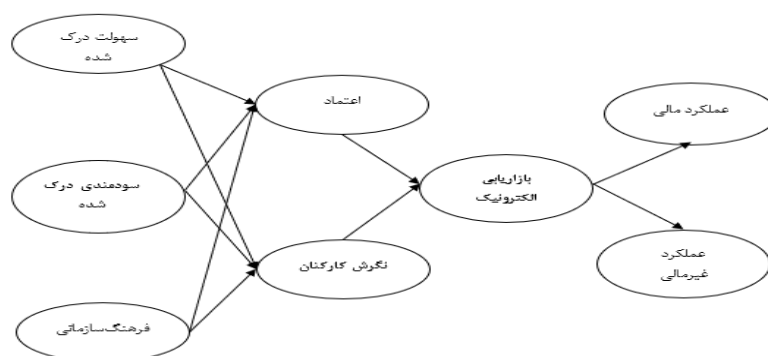 سهولت درک
شده
اعتماد
عملکرد مالی
سودمندی درک
شده
بازاریابی
الکترونیک
نگرش کارکنان
عملکرد
غیرمالی
فرهنگ‌سازمانی